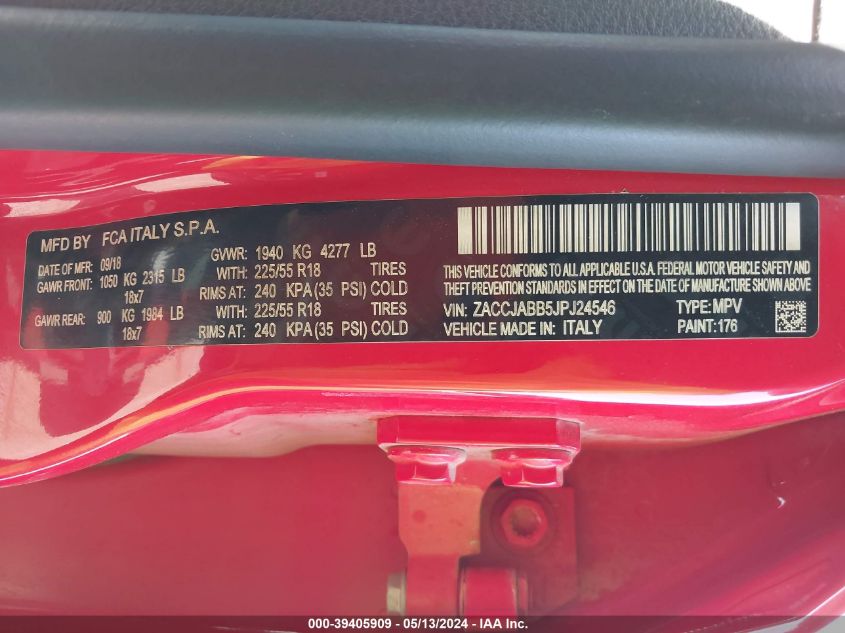 MFD BY FCA ITALY S.P.A.
DATE OF MFR: 09/18 GVWR: 1940 KG 4277 LB
GAWR FRONT: 1050 KG 2315 LB WITH: 225/55 R18 TIRES
18x7 RIMS AT: 240 KPA(35 PSI) COLD
GAWR REAR: 900 KG 1984 LB WITH: 225/55 R18 TIRES
18x7 RIMS AT: 240 KPA(35 PSI) COLD
THIS VEHICLE CONFORMS TO ALL APPLICABLE U.S.A. FEDERAL MOTOR VEHICLE SAFETY AND
THEFT PREVENTION STANDARDS IN EFFECT ON THE DATE OF MANUFACTURE SHOWN ABOVE.
VIN: ZACCJABB5JPJ24546 TYPE: MPV
VEHICLE MADE IN: ITALY PAINT: 176
000-39405909 - 05/13/2024 - IAA Inc.